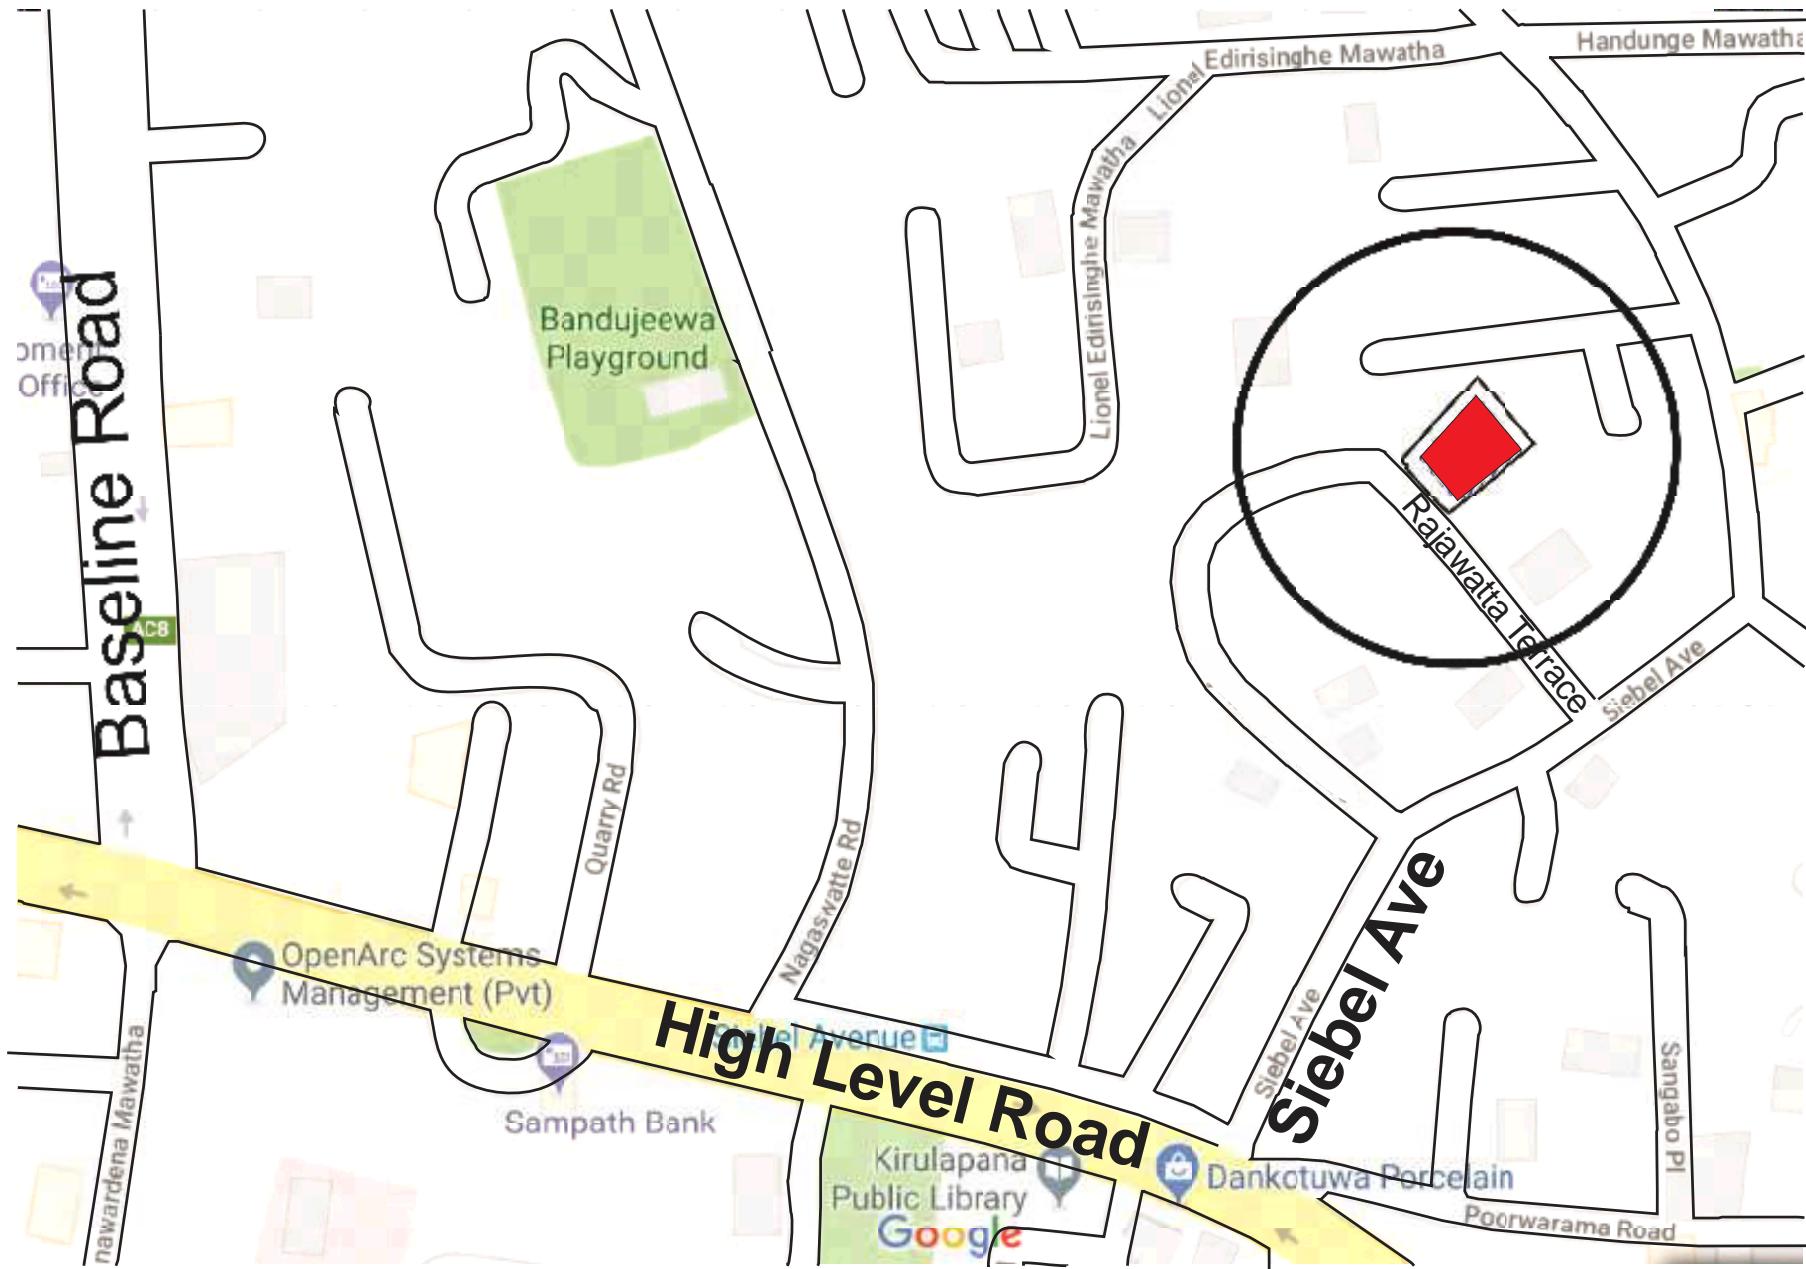 Edirisinghe Mawatha
Handunge Mawatha
Lionel
Lionel Edirisinghe Mawatha
Bandujeewa
Playground
Office
Baseline Road
AC8
Rajawatta Terrace
Siebel Ave
Quarry Rd
Nagaswatte Rd
Siebel Ave
Siebel Ave
OpenArc Systems
Management (Pvt)
Siebel Avenue
High Level Road
Sampath Bank
Kirulapana
Public Library
Dankotuwa Porcelain
Google
Poorwarama Road
Sangabo Pl
nawardena Mawatha